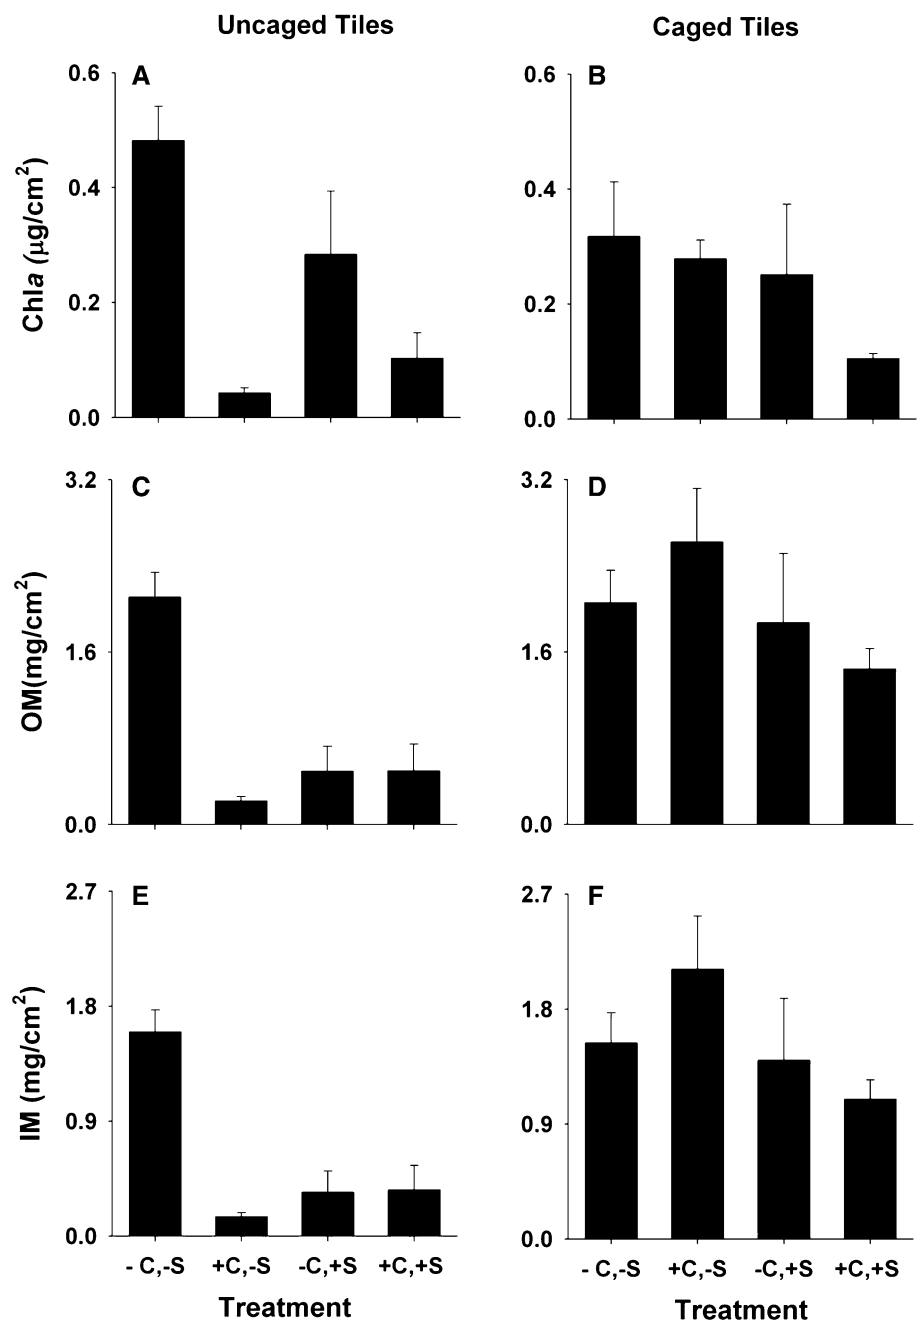 Uncaged Tiles
Caged Tiles
A
0.6
0.4
0.2
0.0
Chla (μg/cm²)
B
0.6
0.4
0.2
0.0
C
3.2
1.6
0.0
OM(mg/cm²)
D
3.2
1.6
0.0
E
2.7
1.8
0.9
0.0
IM (mg/cm²)
- C,-S +C,-S -C,+S +C,+S
Treatment
F
2.7
1.8
0.9
0.0
- C,-S +C,-S -C,+S +C,+S
Treatment